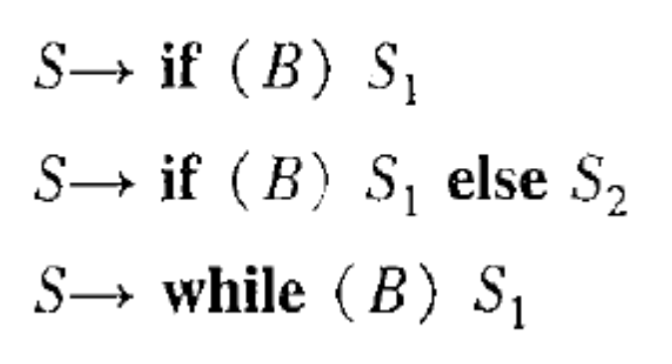 S→ if (B) S₁
S→ if (B) S₁ else S₂
S→ while (B) S₁